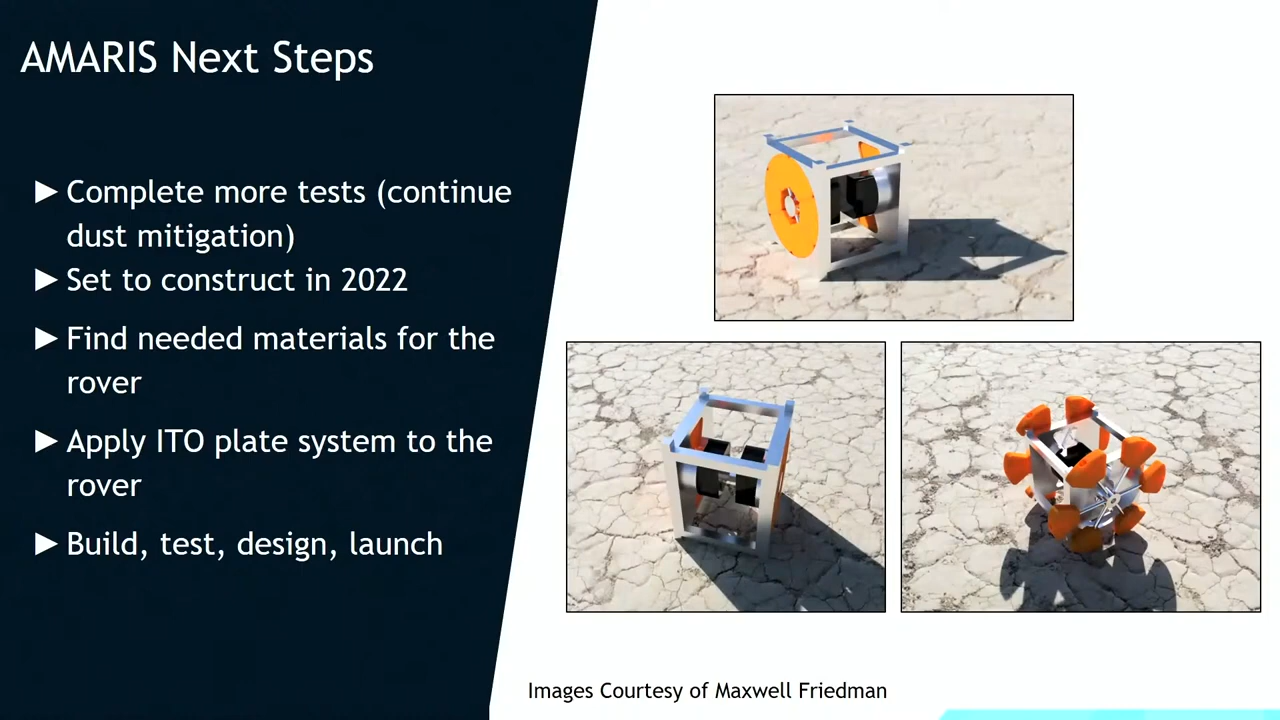 AMARIS Next Steps
▶ Complete more tests (continue
dust mitigation)
▶ Set to construct in 2022
▶ Find needed materials for the
rover
▶ Apply ITO plate system to the
rover
▶ Build, test, design, launch
Images Courtesy of Maxwell Friedman